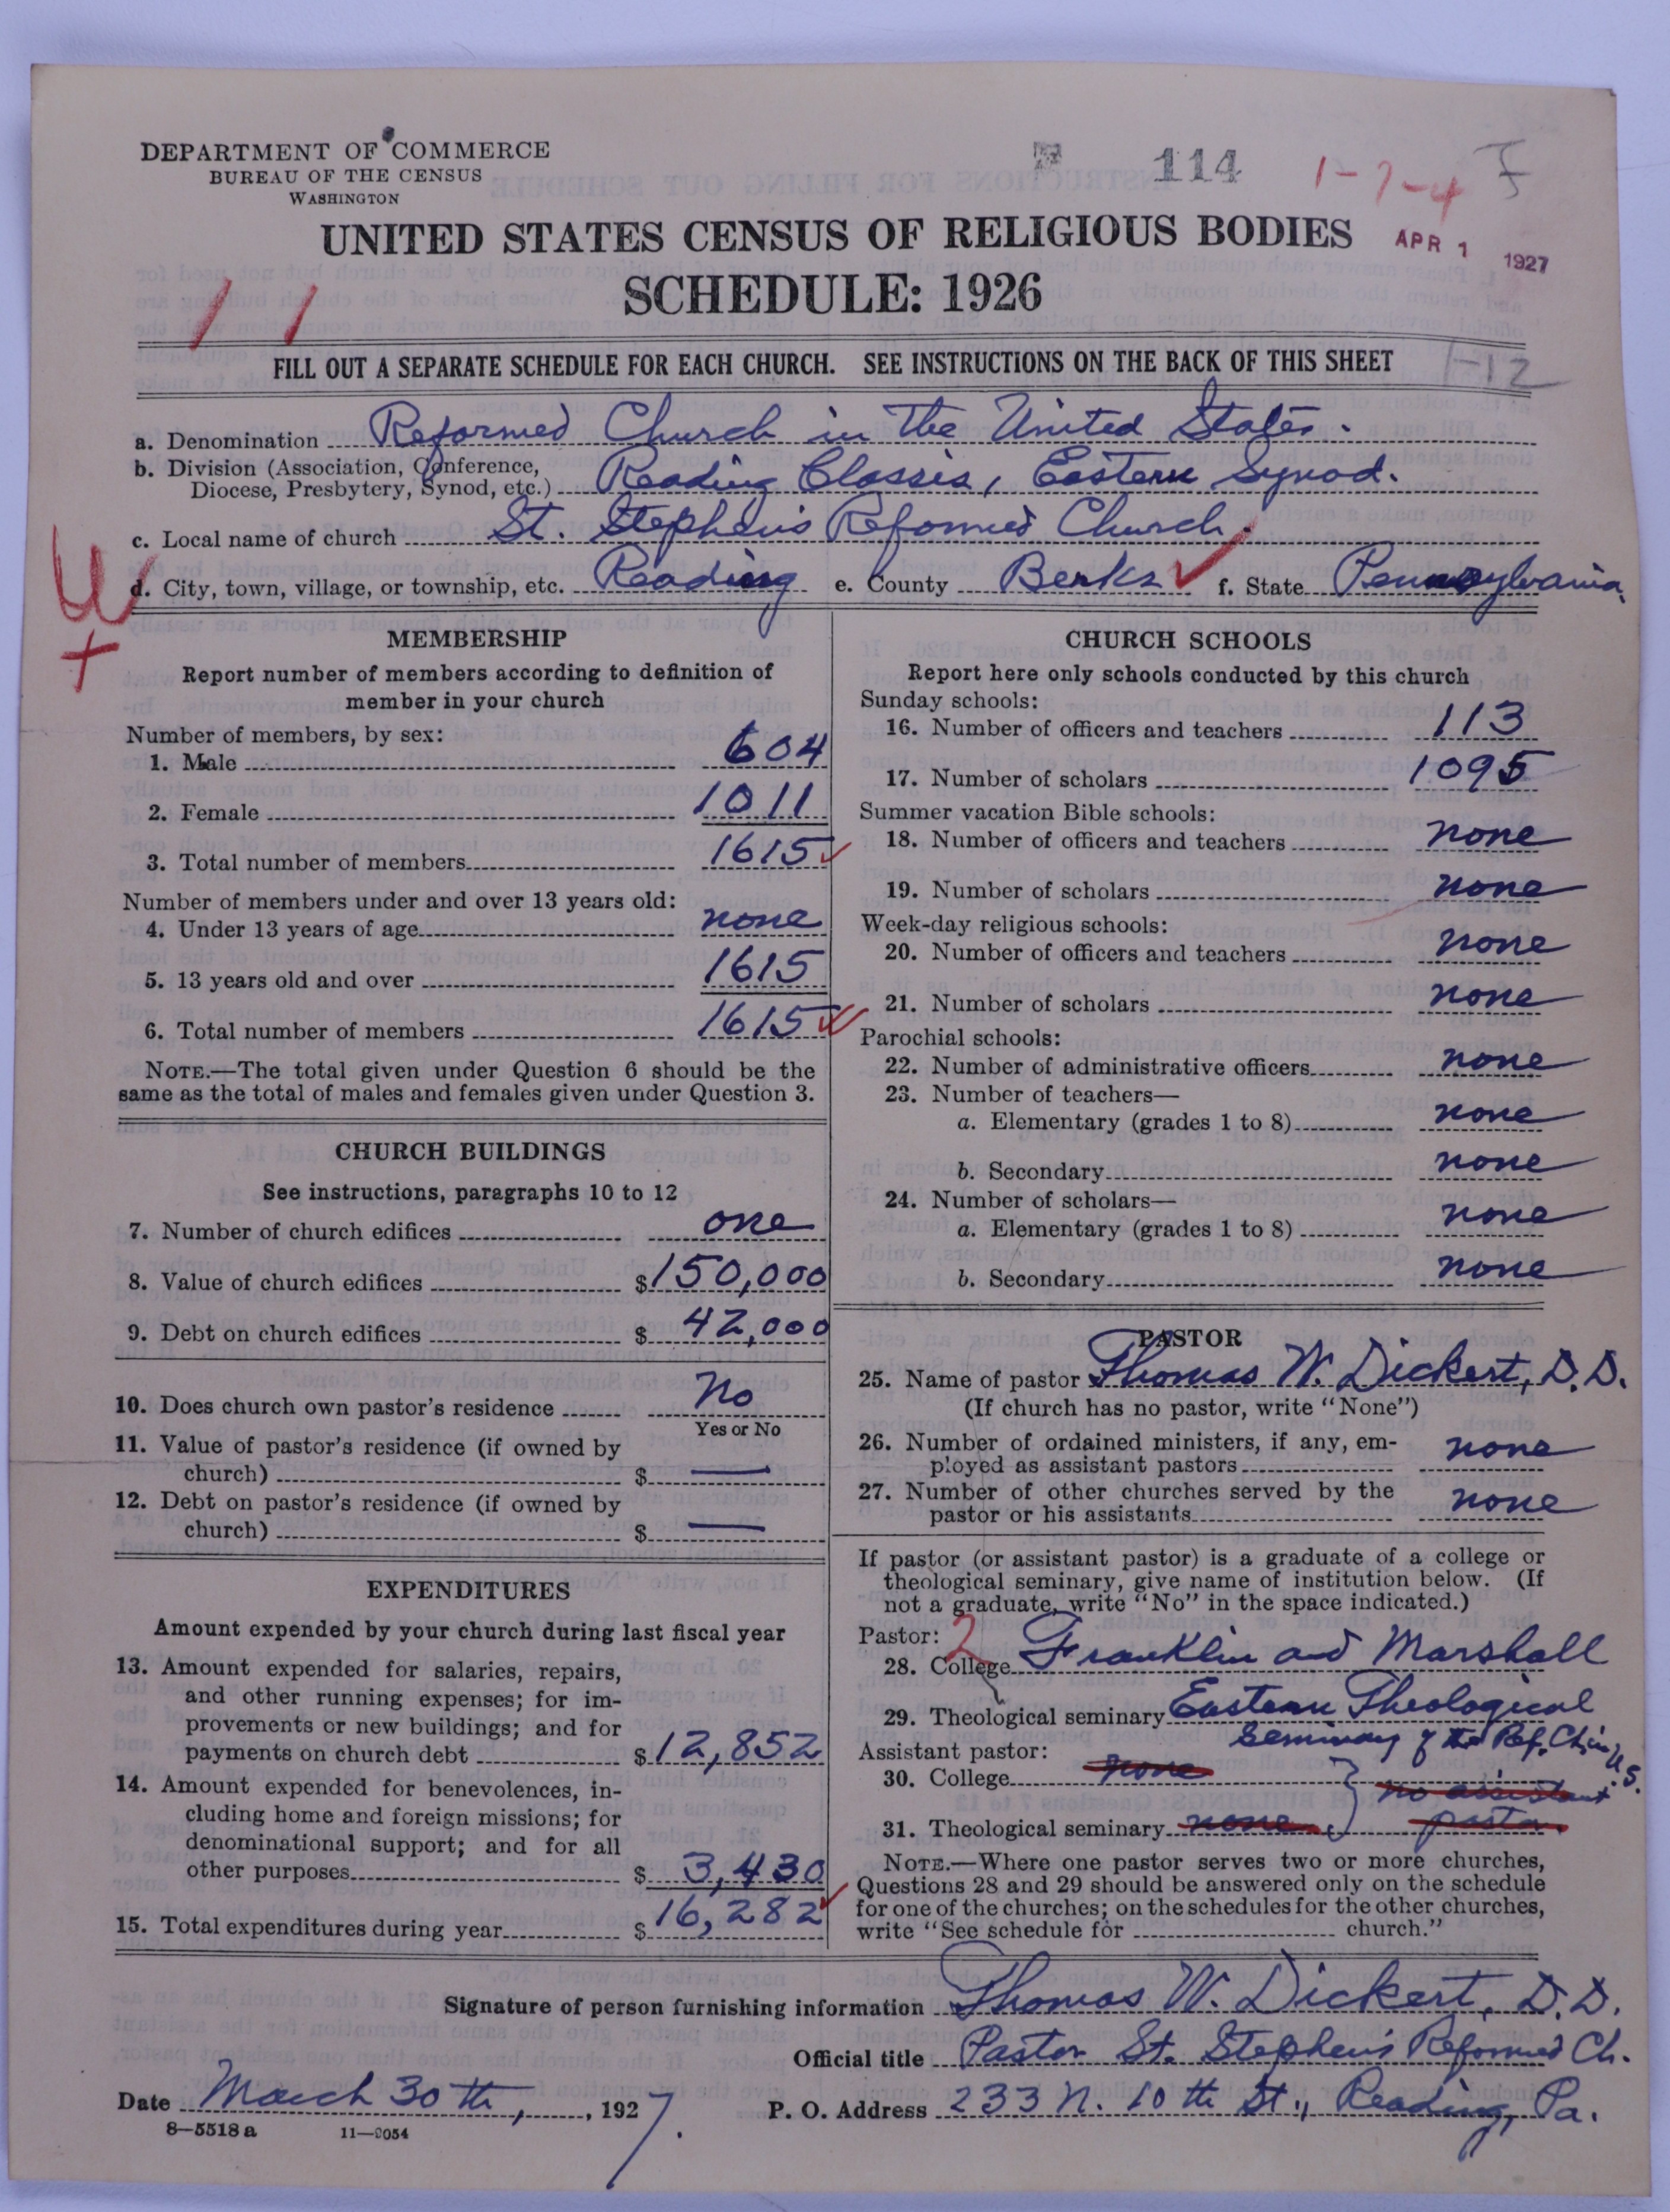 DEPARTMENT OF COMMERCE
BUREAU OF THE CENSUS
WASHINGTON
114
1-7-4
APR 1 1927
UNITED STATES CENSUS OF RELIGIOUS BODIES
SCHEDULE: 1926
FILL OUT A SEPARATE SCHEDULE FOR EACH CHURCH. SEE INSTRUCTIONS ON THE BACK OF THIS SHEET
1-12
a. Denomination Reformed Church in the United States.
b. Division (Association, Conference,
Diocese, Presbytery, Synod, etc.) Reading Classis, Eastern Synod.
c. Local name of church St. Stephen's Reformed Church.
d. City, town, village, or township, etc. Reading e. County Berks f. State Pennsylvania.
MEMBERSHIP
Report number of members according to definition of
member in your church
Number of members, by sex:
1. Male 604
2. Female 1011
3. Total number of members 1615
Number of members under and over 13 years old:
4. Under 13 years of age none
5. 13 years old and over 1615
6. Total number of members 1615
NOTE.—The total given under Question 6 should be the
same as the total of males and females given under Question 3.
CHURCH BUILDINGS
See instructions, paragraphs 10 to 12
7. Number of church edifices one
8. Value of church edifices $150,000
9. Debt on church edifices $ 42,000
10. Does church own pastor's residence No
Yes or No
11. Value of pastor's residence (if owned by
church) $ —
12. Debt on pastor's residence (if owned by
church) $ —
EXPENDITURES
Amount expended by your church during last fiscal year
13. Amount expended for salaries, repairs,
and other running expenses; for im-
provements or new buildings; and for
payments on church debt $12,852
14. Amount expended for benevolences, in-
cluding home and foreign missions; for
denominational support; and for all
other purposes $ 3,430
15. Total expenditures during year $16,282
CHURCH SCHOOLS
Report here only schools conducted by this church
Sunday schools:
16. Number of officers and teachers 113
17. Number of scholars 1095
Summer vacation Bible schools:
18. Number of officers and teachers none
19. Number of scholars none
Week-day religious schools:
20. Number of officers and teachers none
21. Number of scholars none
Parochial schools:
22. Number of administrative officers none
23. Number of teachers—
a. Elementary (grades 1 to 8) none
b. Secondary none
24. Number of scholars—
a. Elementary (grades 1 to 8) none
b. Secondary none
PASTOR
25. Name of pastor Thomas W. Dickert, D.D.
(If church has no pastor, write "None")
26. Number of ordained ministers, if any, em-
ployed as assistant pastors none
27. Number of other churches served by the
pastor or his assistants none
If pastor (or assistant pastor) is a graduate of a college or
theological seminary, give name of institution below. (If
not a graduate, write "No" in the space indicated.)
Pastor: 2
28. College Franklin and Marshall
29. Theological seminary Eastern Theological
Seminary of the Ref. Ch. in U.S.
Assistant pastor:
30. College none
no assistant
31. Theological seminary none pastor.
NOTE.—Where one pastor serves two or more churches,
Questions 28 and 29 should be answered only on the schedule
for one of the churches; on the schedules for the other churches,
write "See schedule for church."
Signature of person furnishing information Thomas W. Dickert, D.D.
Official title Pastor St. Stephen's Reformed Ch.
Date March 30th, , 1927. P. O. Address 233 N. 10th St., Reading, Pa.
8—5518 a 11—9054